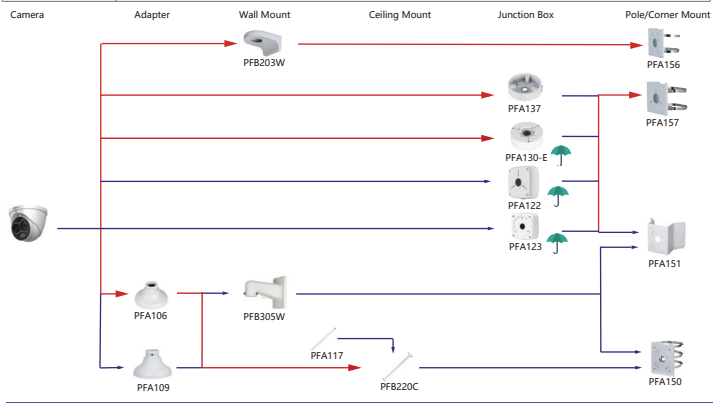 Camera Adapter Wall Mount Ceiling Mount Junction Box Pole/Corner Mount
PFB203W PFA156
PFA137 PFA157
PFA130-E
PFA122
PFA123
PFA151
PFA106 PFB305W
PFA117
PFA109 PFB220C PFA150